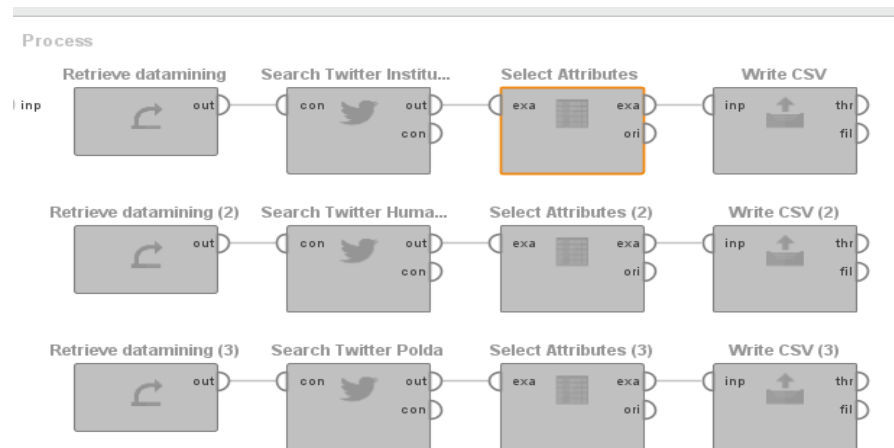 Process
Retrieve datamining Search Twitter Institu... Select Attributes Write CSV
inp out con out exa exa inp thr
con ori fil
Retrieve datamining (2) Search Twitter Huma... Select Attributes (2) Write CSV (2)
out con out exa exa inp thr
con ori fil
Retrieve datamining (3) Search Twitter Polda Select Attributes (3) Write CSV (3)
out con out exa exa inp thr
con ori fil